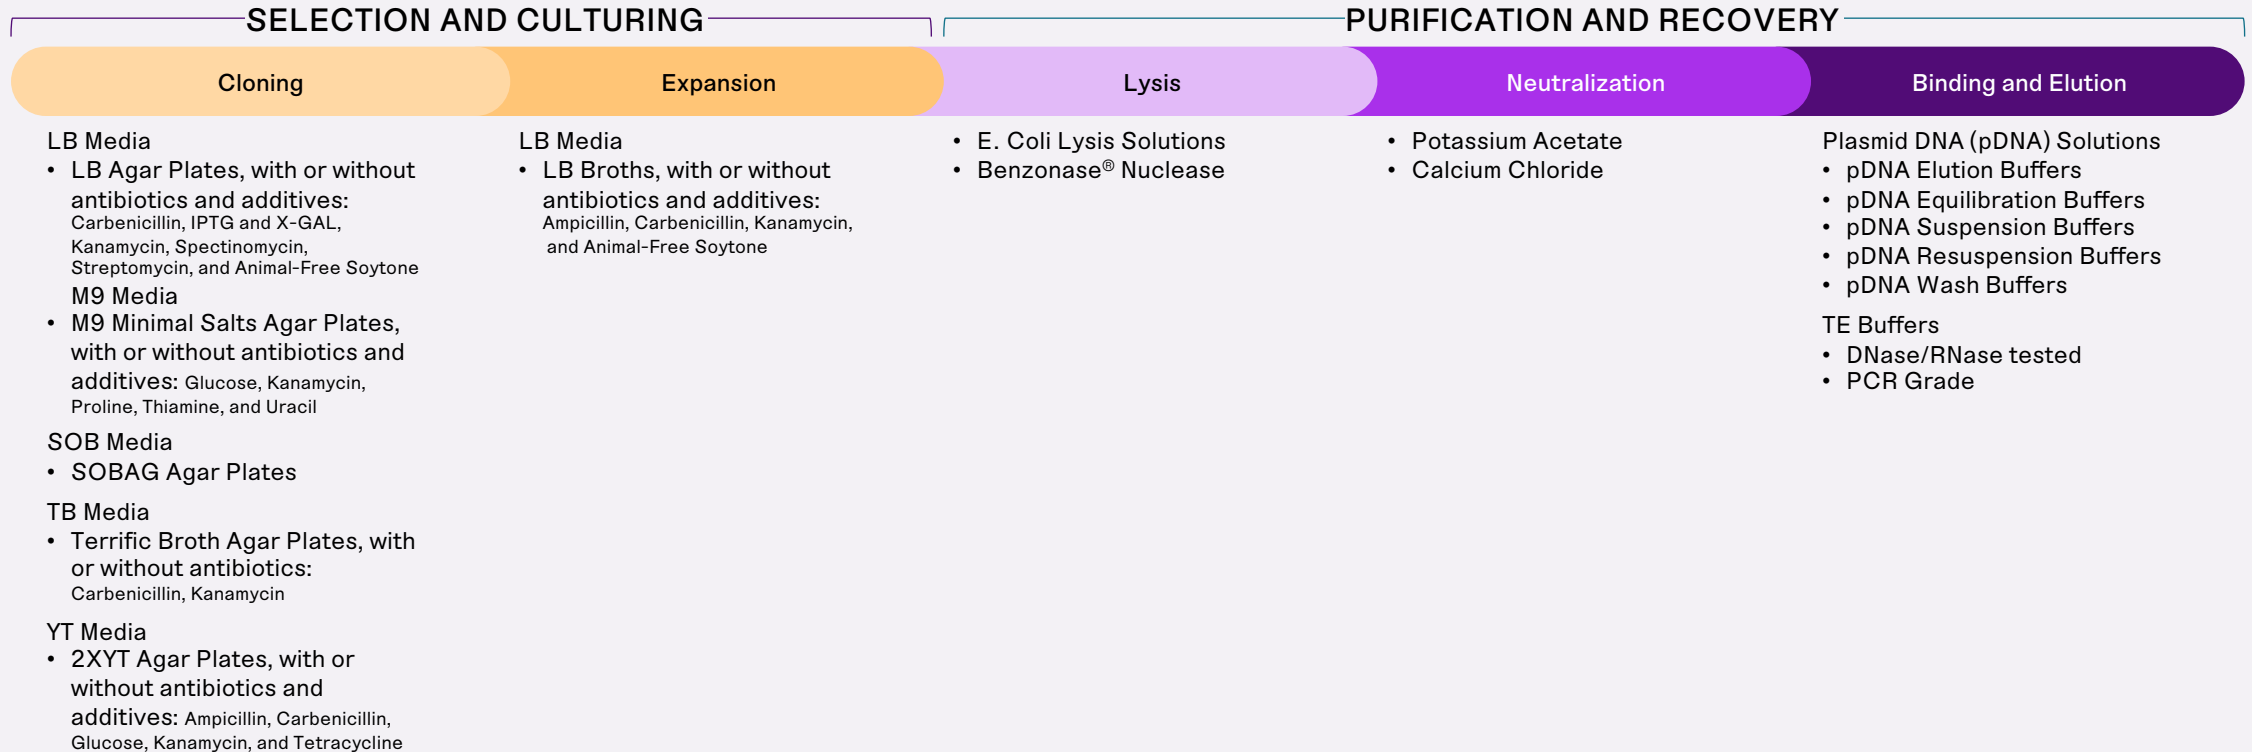 SELECTION AND CULTURING
PURIFICATION AND RECOVERY
Cloning
Expansion
Lysis
Neutralization
Binding and Elution
LB Media
• LB Agar Plates, with or without
antibiotics and additives:
Carbenicillin, IPTG and X-GAL,
Kanamycin, Spectinomycin,
Streptomycin, and Animal-Free Soytone
M9 Media
• M9 Minimal Salts Agar Plates,
with or without antibiotics and
additives: Glucose, Kanamycin,
Proline, Thiamine, and Uracil
SOB Media
• SOBAG Agar Plates
TB Media
• Terrific Broth Agar Plates, with
or without antibiotics:
Carbenicillin, Kanamycin
YT Media
• 2XYT Agar Plates, with or
without antibiotics and
additives: Ampicillin, Carbenicillin,
Glucose, Kanamycin, and Tetracycline
LB Media
• LB Broths, with or without
antibiotics and additives:
Ampicillin, Carbenicillin, Kanamycin,
and Animal-Free Soytone
• E. Coli Lysis Solutions
• Benzonase® Nuclease
• Potassium Acetate
• Calcium Chloride
Plasmid DNA (pDNA) Solutions
• pDNA Elution Buffers
• pDNA Equilibration Buffers
• pDNA Suspension Buffers
• pDNA Resuspension Buffers
• pDNA Wash Buffers
TE Buffers
• DNase/RNase tested
• PCR Grade